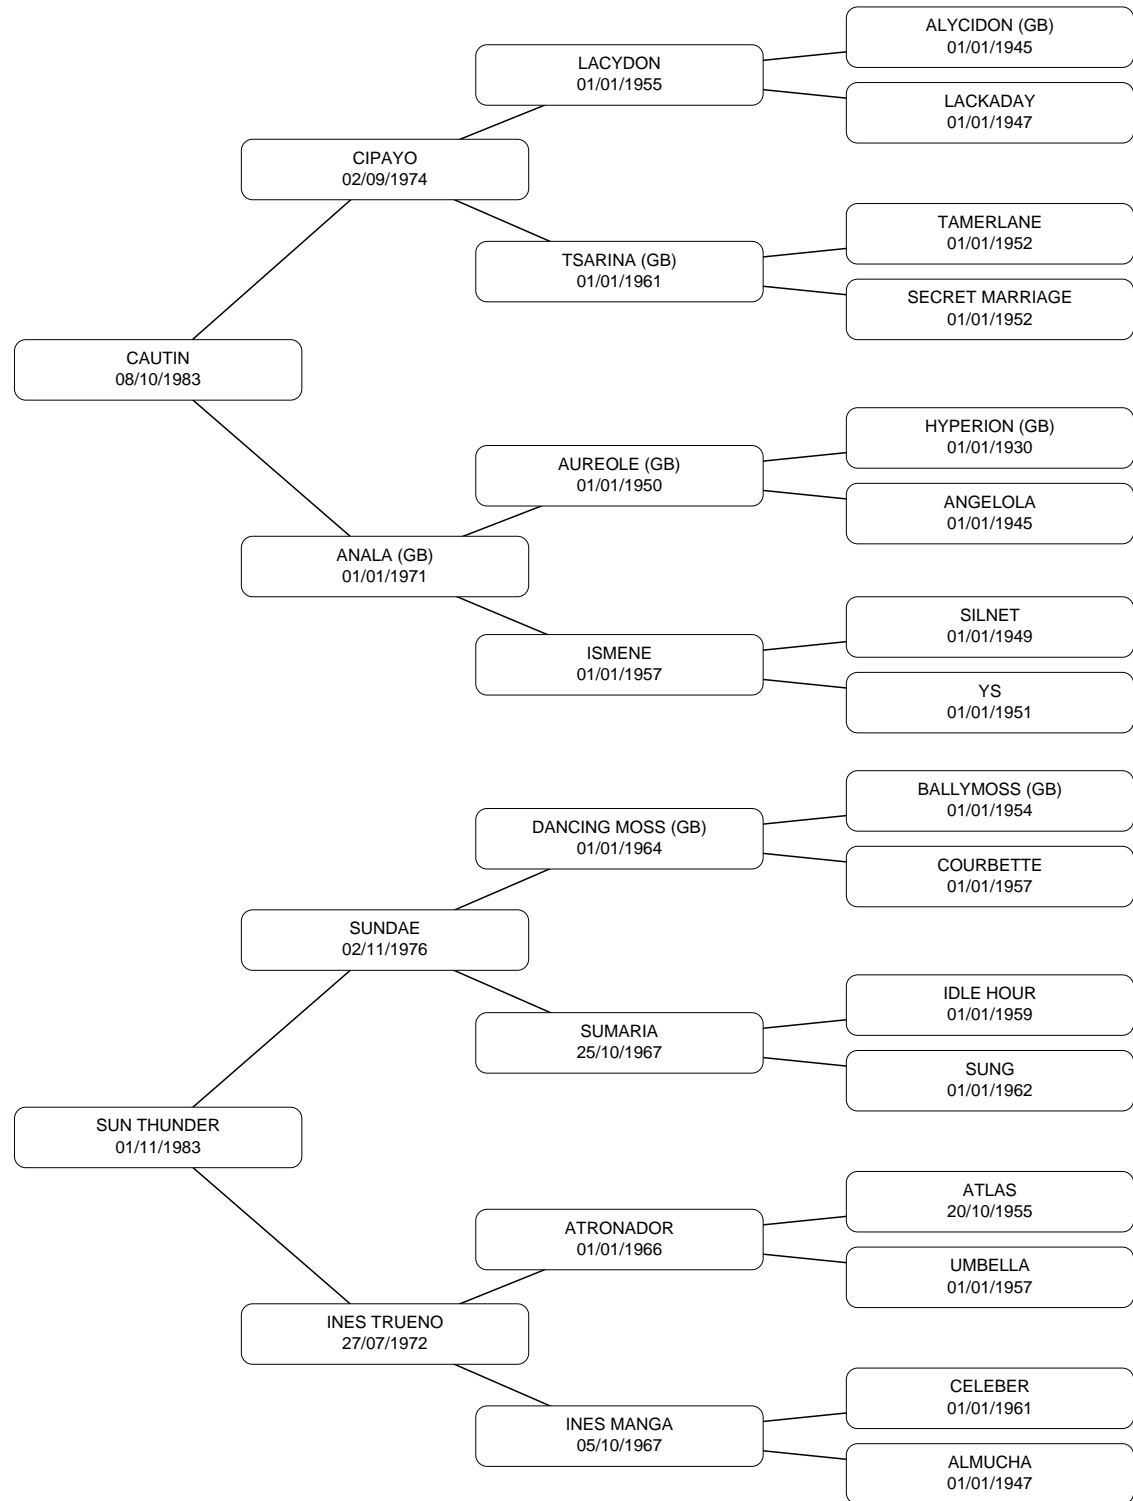 ALYCIDON (GB)
01/01/1945
LACYDON
01/01/1955
LACKADAY
01/01/1947
CIPAYO
02/09/1974
TAMERLANE
01/01/1952
TSARINA (GB)
01/01/1961
SECRET MARRIAGE
01/01/1952
CAUTIN
08/10/1983
HYPERION (GB)
01/01/1930
AUREOLE (GB)
01/01/1950
ANGELOLA
01/01/1945
ANALA (GB)
01/01/1971
SILNET
01/01/1949
ISMENE
01/01/1957
YS
01/01/1951
BALLYMOSS (GB)
01/01/1954
DANCING MOSS (GB)
01/01/1964
COURBETTE
01/01/1957
SUNDAE
02/11/1976
IDLE HOUR
01/01/1959
SUMARIA
25/10/1967
SUNG
01/01/1962
SUN THUNDER
01/11/1983
ATLAS
20/10/1955
ATRONADOR
01/01/1966
UMBELLA
01/01/1957
INES TRUENO
27/07/1972
CELEBER
01/01/1961
INES MANGA
05/10/1967
ALMUCHA
01/01/1947